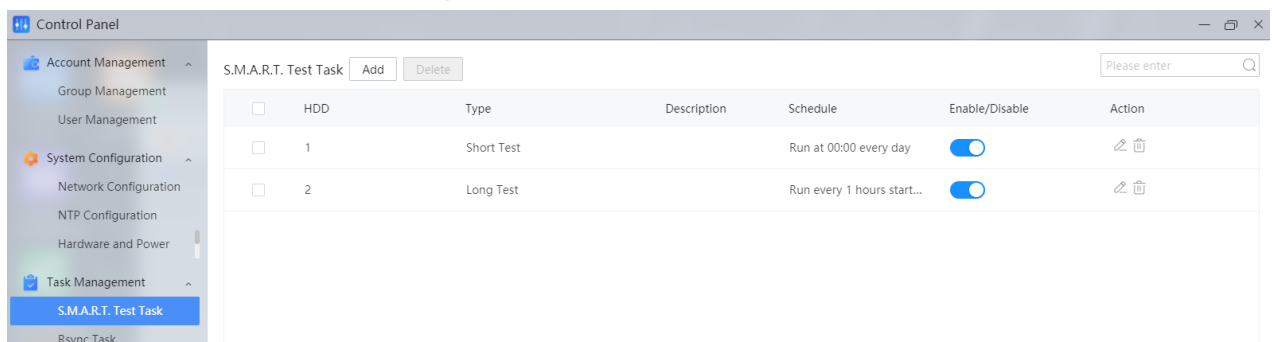 Control Panel
Account Management
Group Management
User Management
System Configuration
Network Configuration
NTP Configuration
Hardware and Power
Task Management
S.M.A.R.T. Test Task
Rsync Task
S.M.A.R.T. Test Task Add Delete
Please enter
HDD Type Description Schedule Enable/Disable Action
1 Short Test Run at 00:00 every day
2 Long Test Run every 1 hours start...